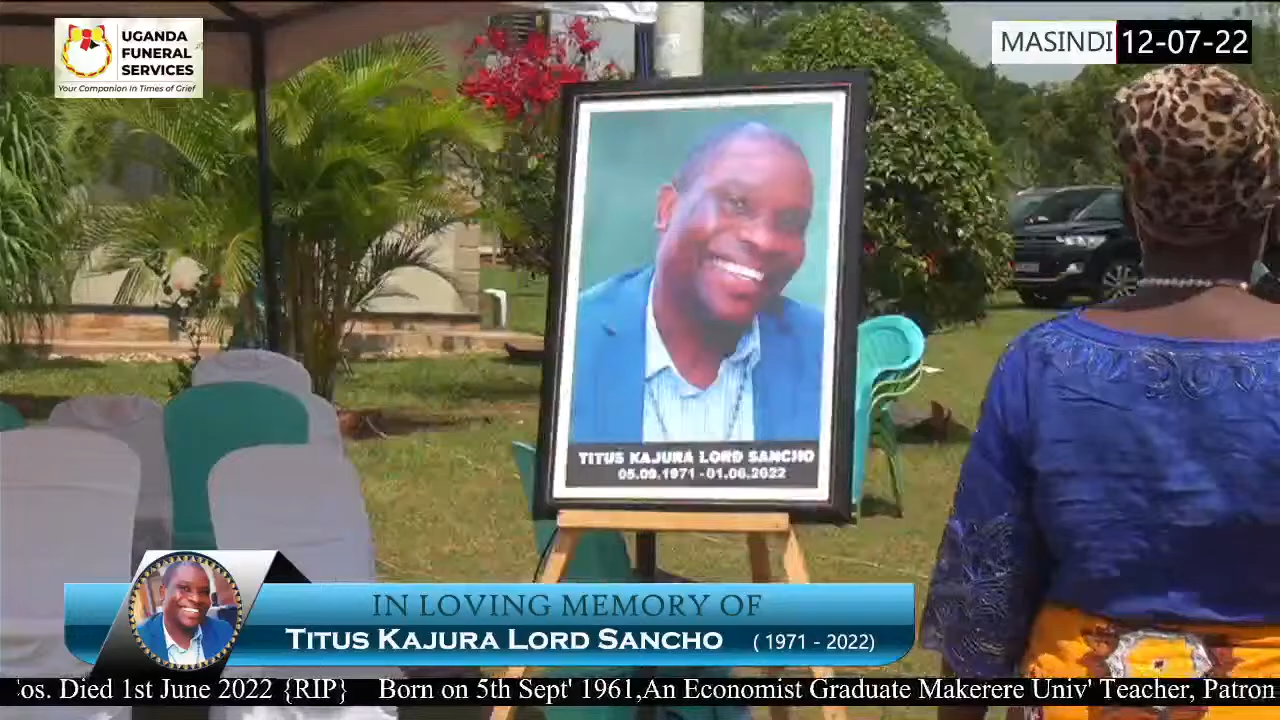 UGANDA
FUNERAL
SERVICES
Your Companion In Times of Grief
MASINDI 12-07-22
TITUS KAJURA LORD SANCHO
05.09.1971 - 01.06.2022
IN LOVING MEMORY OF
TITUS KAJURA LORD SANCHO ( 1971 - 2022)
os. Died 1st June 2022 {RIP} Born on 5th Sept' 1961,An Economist Graduate Makerere Univ' Teacher, Patron